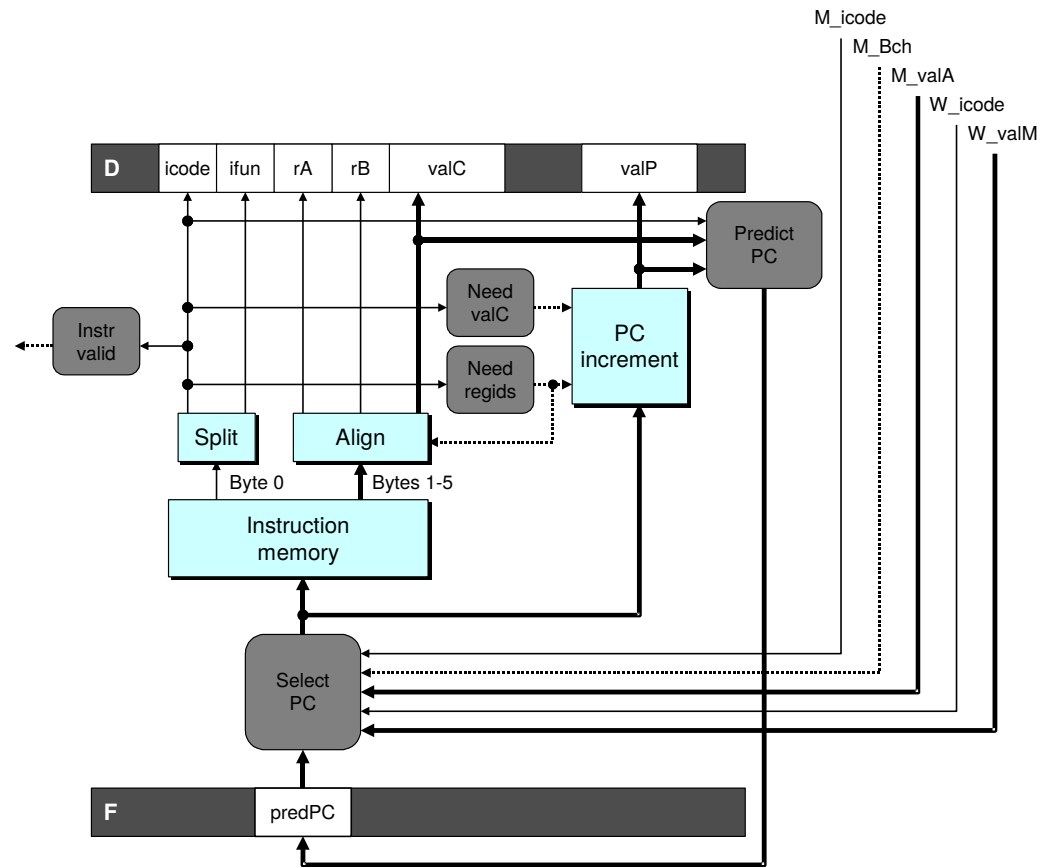 M_icode
M_Bch
M_valA
W_icode
W_valM
D icode ifun rA rB valC valP
Predict
PC
Need
valC
Instr
valid
PC
increment
Need
regids
Split
Align
Byte 0
Bytes 1-5
Instruction
memory
Select
PC
F predPC